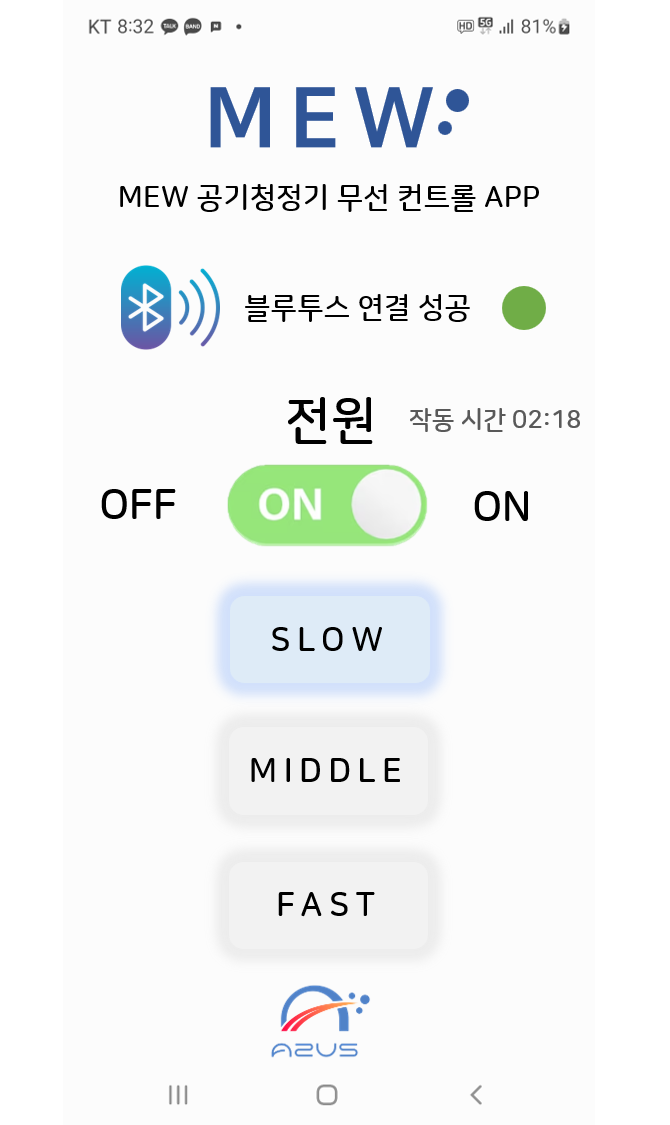 KT 8:32 TALK BAND N HD 5G 81%
MEW
MEW 공기청정기 무선 컨트롤 APP
블루투스 연결 성공
전원 작동 시간 02:18
OFF ON ON
SLOW
MIDDLE
FAST
AZUS